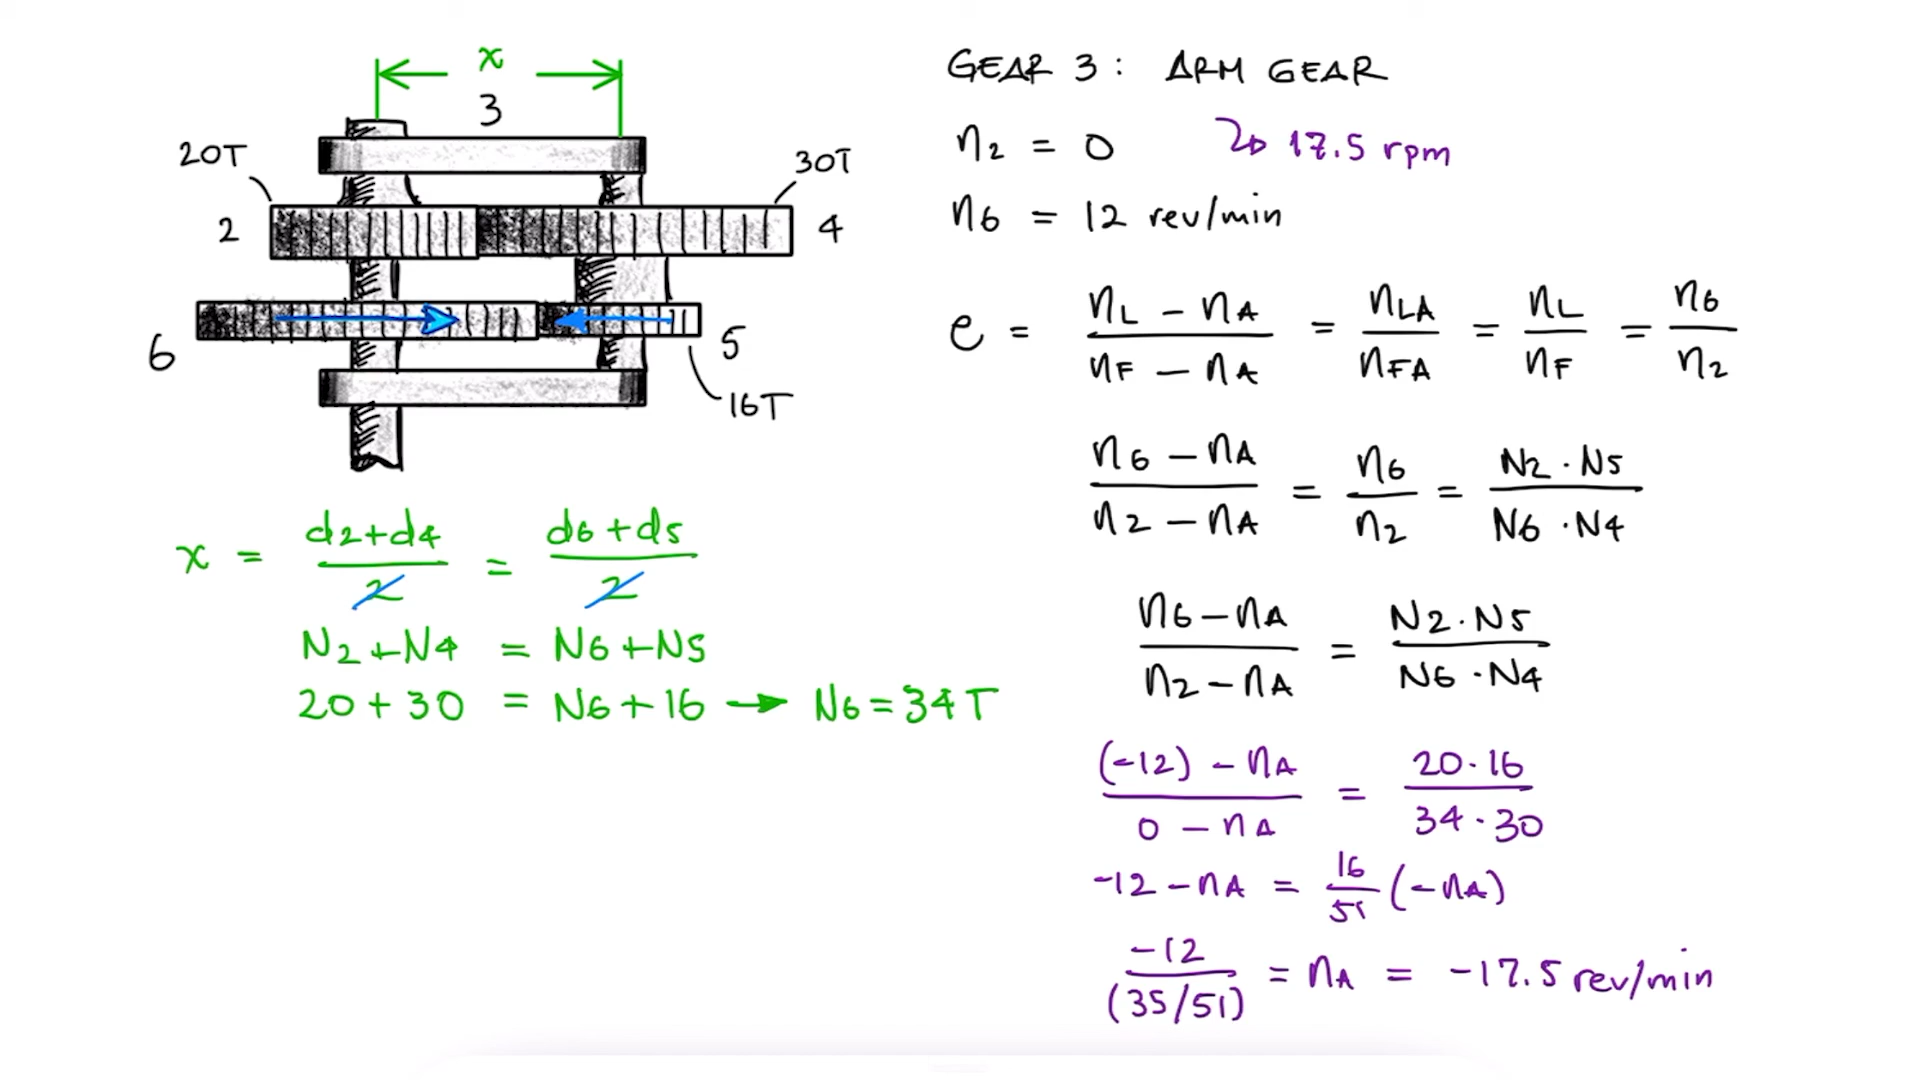 x
3
20T
30T
2
4
6
5
16T
x = d2+d4 / 2 = d6+d5 / 2
N2+N4 = N6+N5
20+30 = N6+16 → N6=34T
GEAR 3: ARM GEAR
n2 = 0
17.5 rpm
n6 = 12 rev/min
e = nL - nA / nF - nA = nLA / nFA = nL / nF = n6 / n2
n6 - nA / n2 - nA = n6 / n2 = N2 · N5 / N6 · N4
n6 - nA / n2 - nA = N2 · N5 / N6 · N4
(-12) - nA / 0 - nA = 20 · 16 / 34 · 30
-12 - nA = 16/51 (-nA)
-12 / (35/51) = nA = -17.5 rev/min